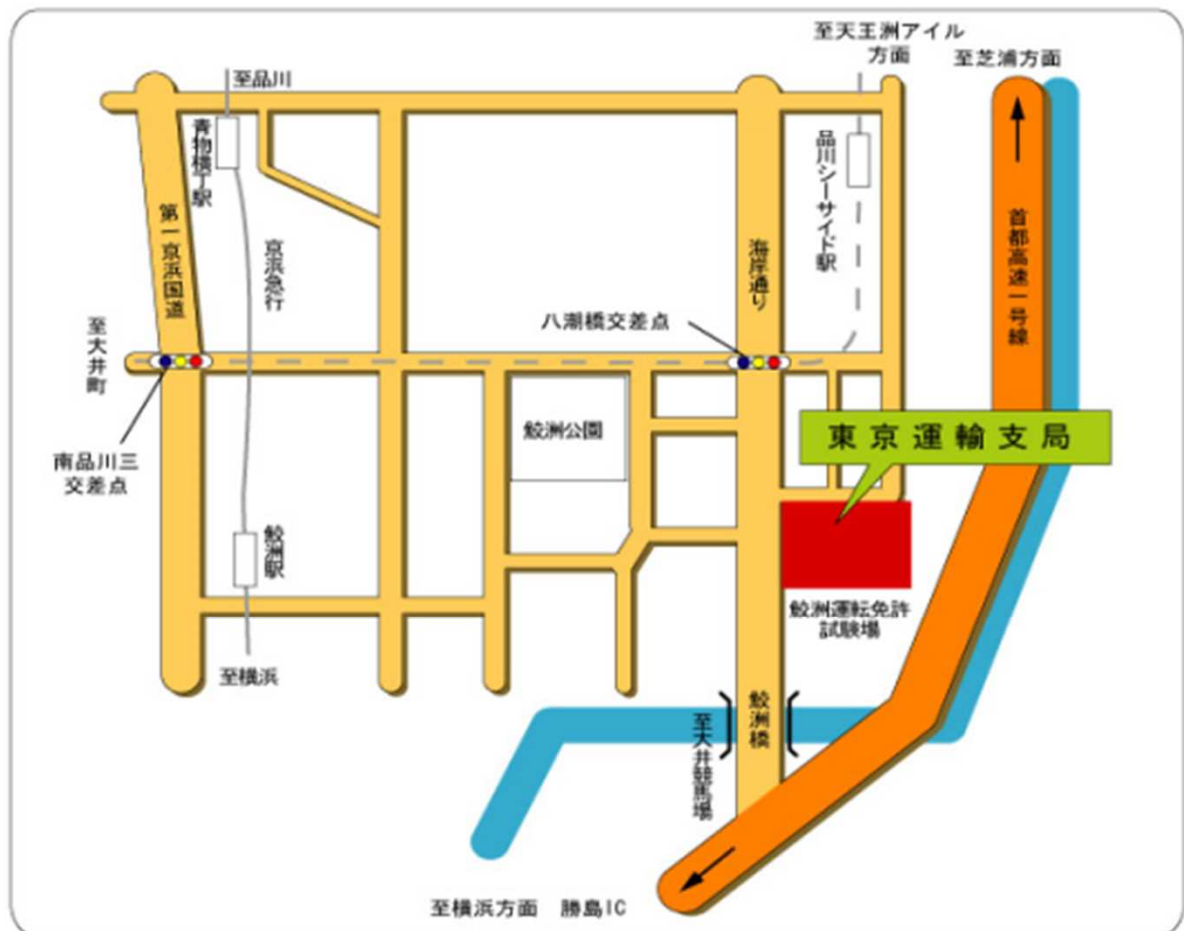 至天王洲アイル
方面
至芝浦方面
至品川
青物横丁駅
品川シーサイド駅
第一京浜国道
京浜急行
海岸通り
首都高速一号線
至大井町
八潮橋交差点
鮫洲公園
東京運輸支局
南品川三
交差点
鮫洲駅
鮫洲運転免許
試験場
至横浜
鮫洲橋
至大井競馬場
至横浜方面 勝島IC